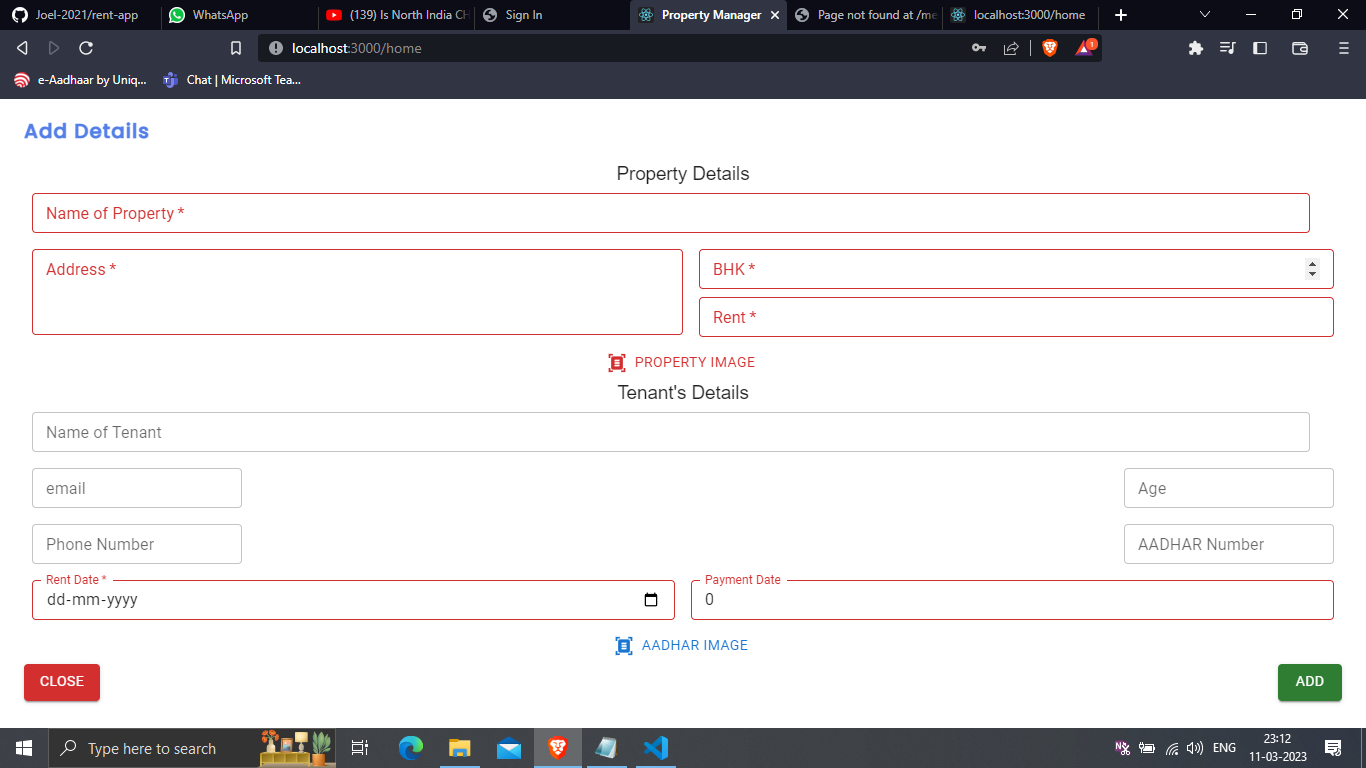 Joel-2021/rent-app WhatsApp (139) Is North India CH Sign In Property Manager Page not found at /me localhost:3000/home
localhost:3000/home 1
e-Aadhaar by Uniq... Chat | Microsoft Tea...
Add Details
Property Details
Name of Property *
Address *
BHK *
Rent *
PROPERTY IMAGE
Tenant's Details
Name of Tenant
email
Age
Phone Number
AADHAR Number
Rent Date *
dd-mm-yyyy
Payment Date
0
AADHAR IMAGE
CLOSE
ADD
Type here to search
ENG
23:12
11-03-2023